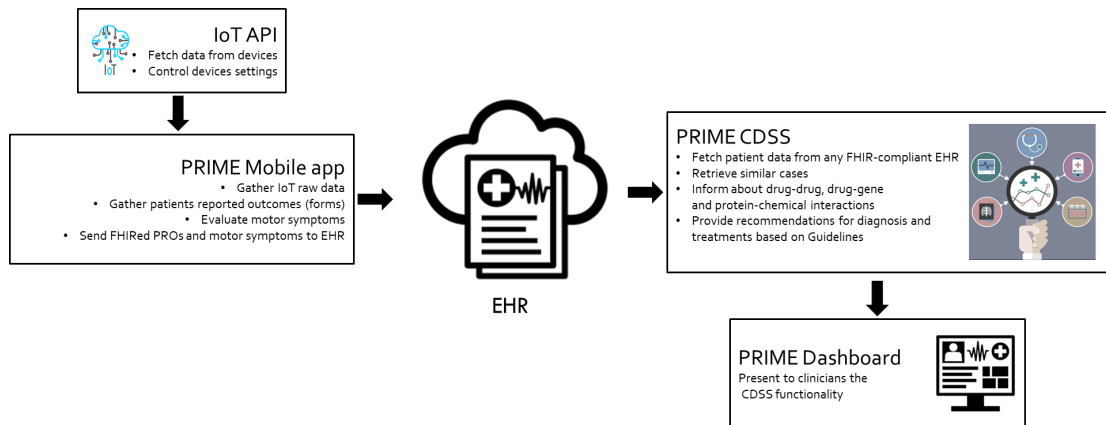 IoT API
• Fetch data from devices
• Control devices settings
IoT
PRIME Mobile app
• Gather IoT raw data
• Gather patients reported outcomes (forms)
• Evaluate motor symptoms
• Send FHIRed PROs and motor symptoms to EHR
EHR
PRIME CDSS
• Fetch patient data from any FHIR-compliant EHR
• Retrieve similar cases
• Inform about drug-drug, drug-gene
and protein-chemical interactions
• Provide recommendations for diagnosis and
treatments based on Guidelines
PRIME Dashboard
Present to clinicians the
CDSS functionality